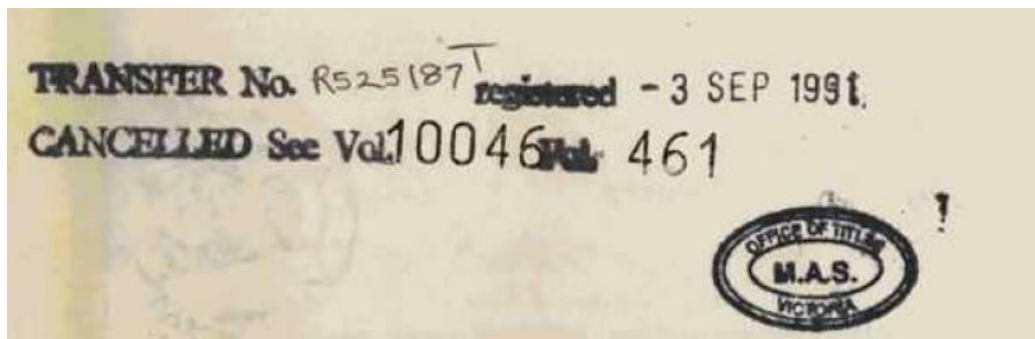 TRANSFER No. R525187T registered - 3 SEP 1991.
CANCELLED See Vol. 10046 Fol. 461
OFFICE OF TITLES
M.A.S.
VICTORIA